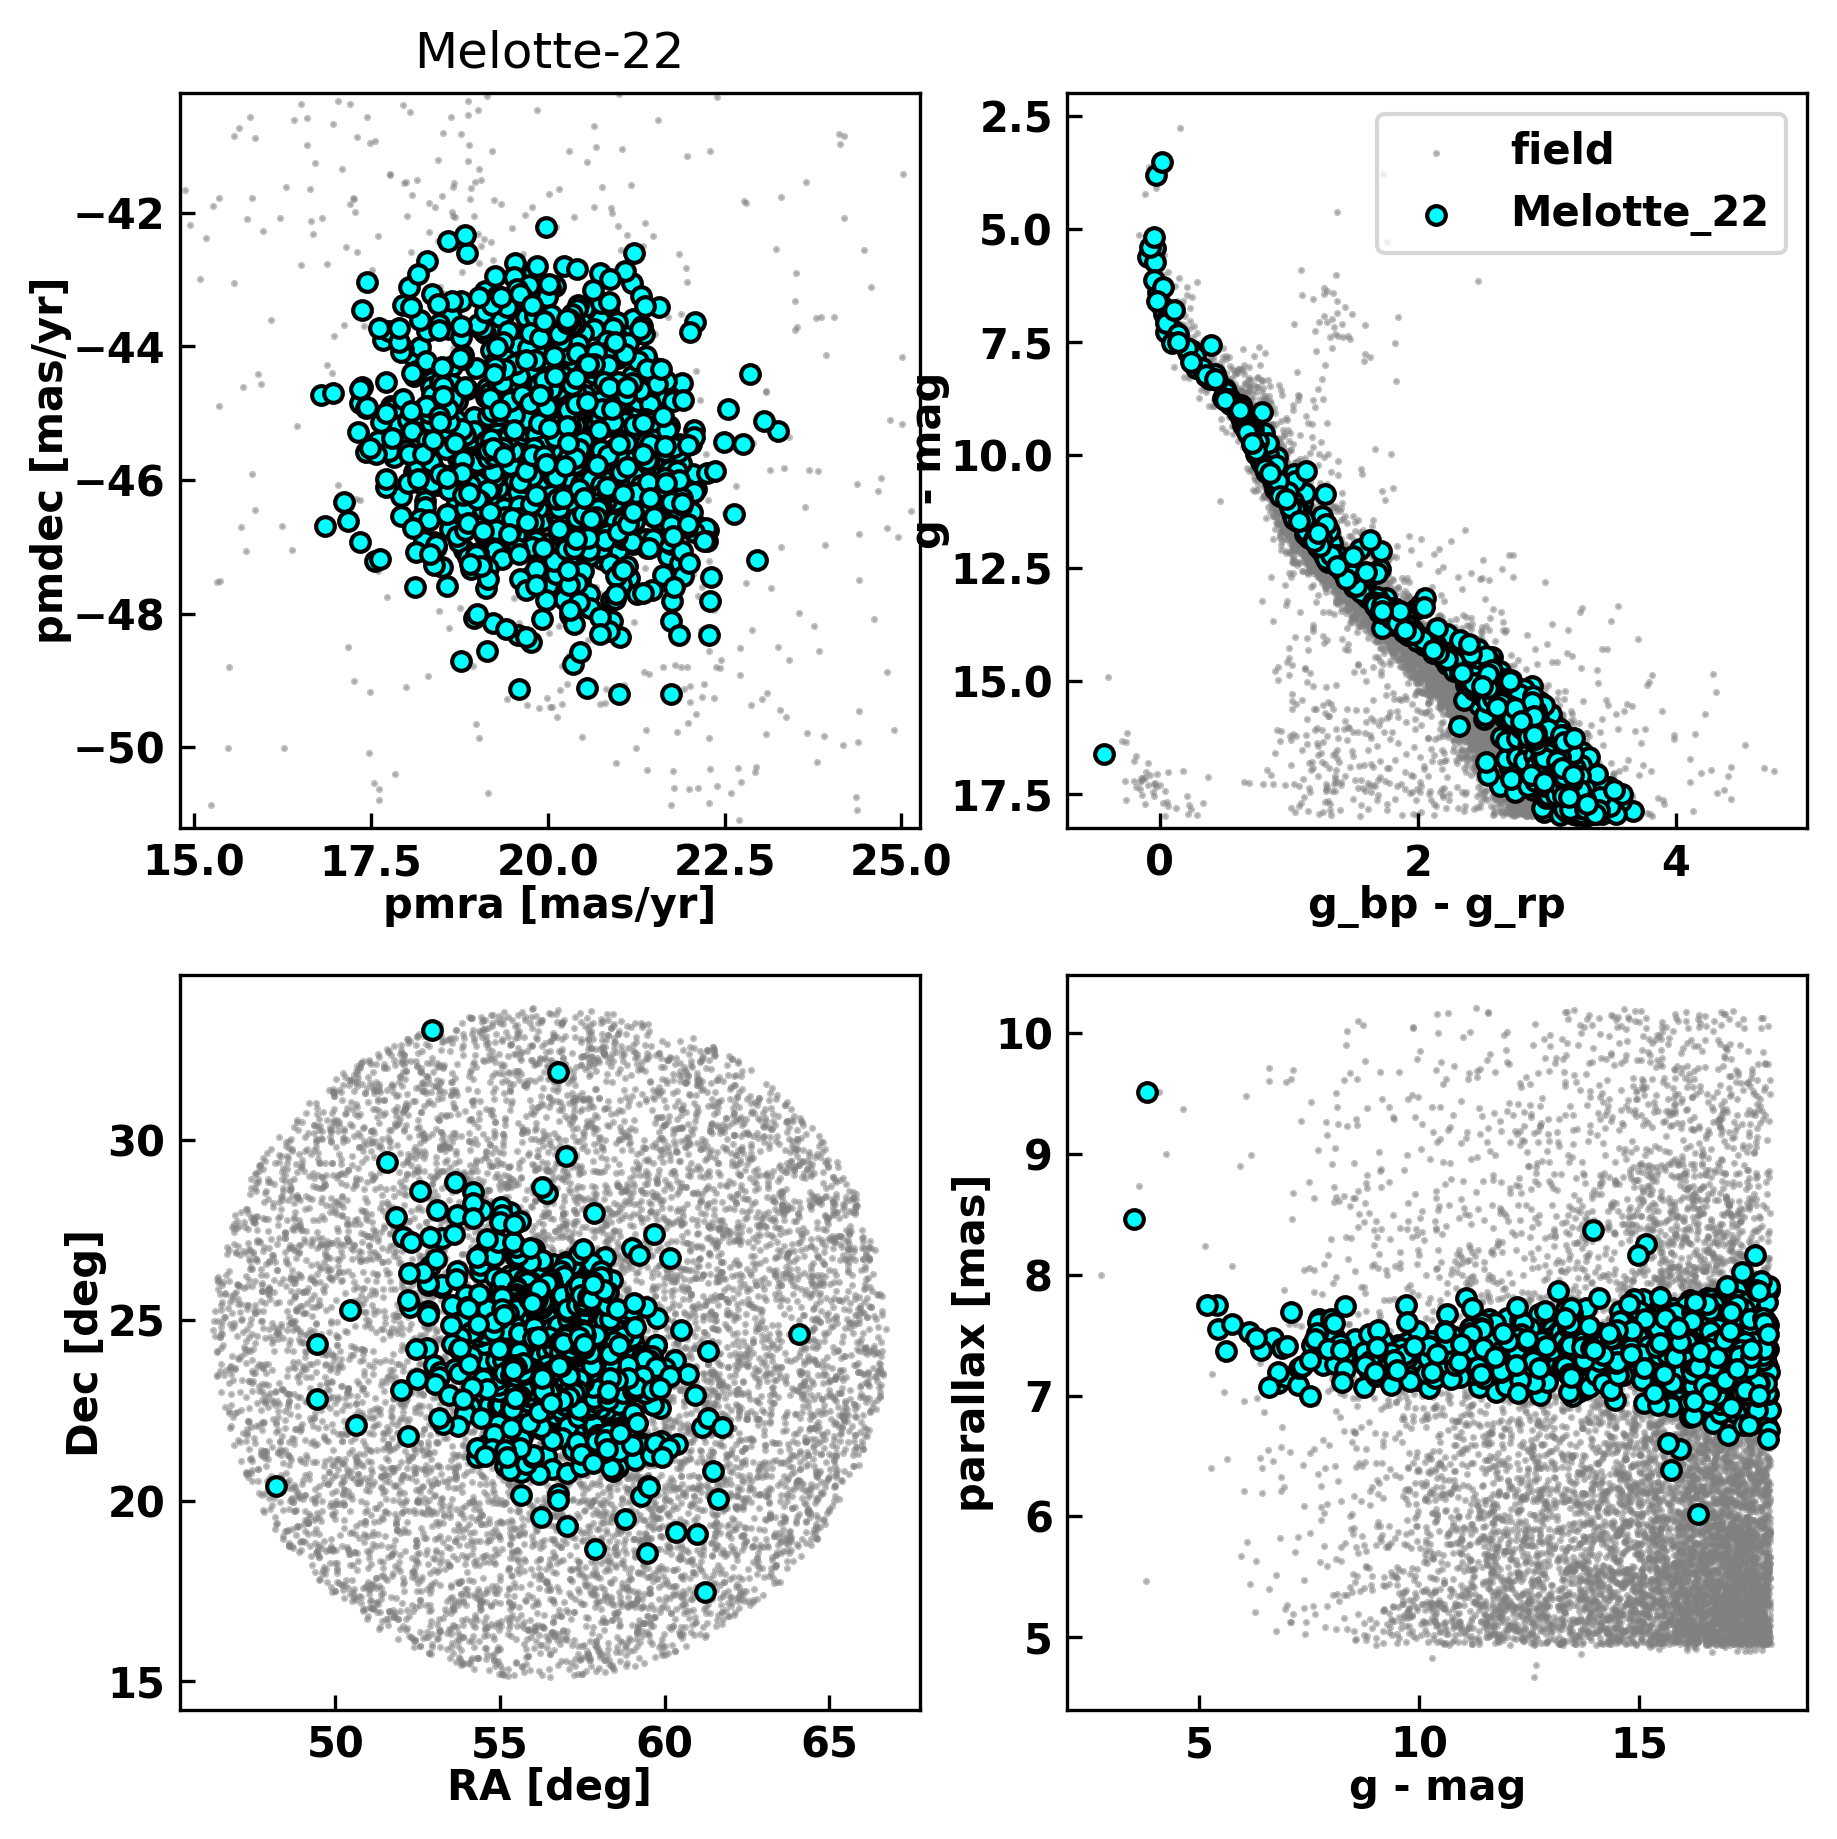 Melotte-22
pmdec [mas/yr]
−42
−44
−46
−48
−50
15.0 17.5 20.0 22.5 25.0
pmra [mas/yr]
g - mag
2.5
5.0
7.5
10.0
12.5
15.0
17.5
field
Melotte_22
0 2 4
g_bp - g_rp
Dec [deg]
30
25
20
15
50 55 60 65
RA [deg]
parallax [mas]
10
9
8
7
6
5
5 10 15
g - mag